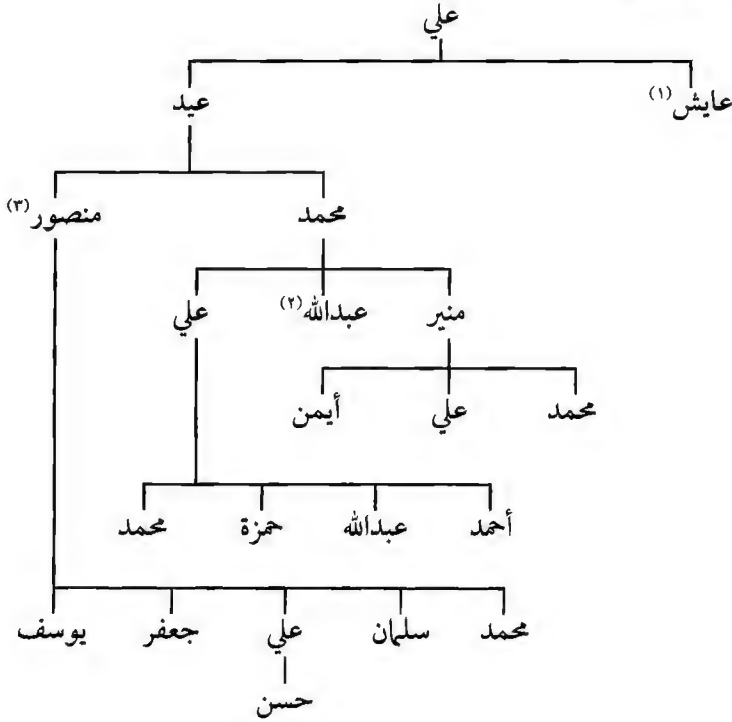 علي
عايش (١) عيد
محمد منصور (٣)
منير عبدالله (٢) علي
محمد علي أيمن
أحمد عبدالله حمزة محمد
محمد سلمان علي جعفر يوسف
حسن